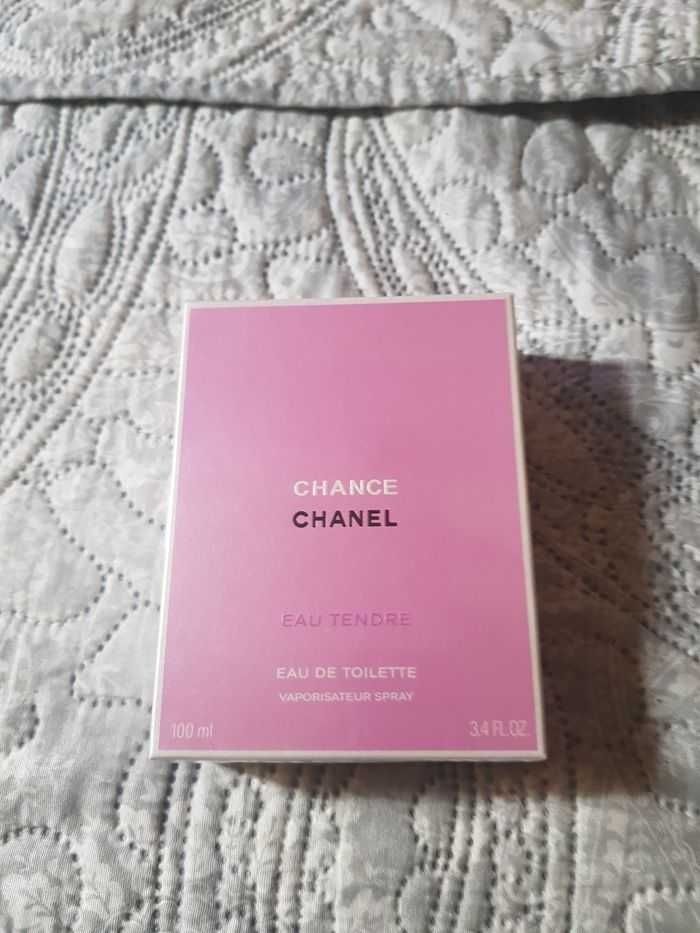 CHANCE
CHANEL
EAU TENDRE
EAU DE TOILETTE
VAPORISATEUR SPRAY
100 ml 3.4 FL.OZ.